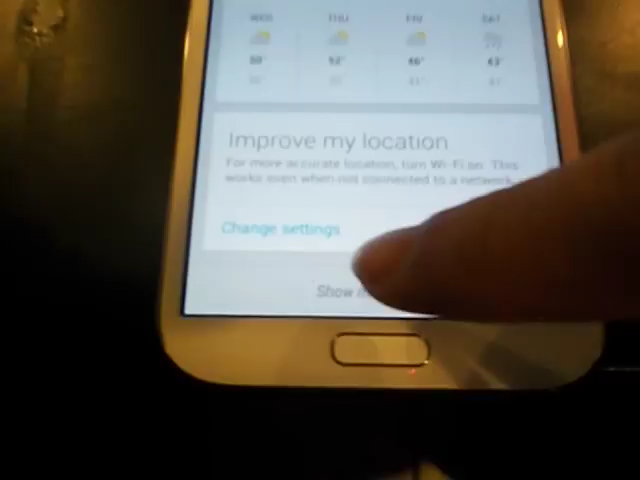 WED THU FRI SAT
52° 46° 43°
Improve my location
For more accurate location, turn Wi-Fi on. This
works even when not connected to a network.
Change settings
Show